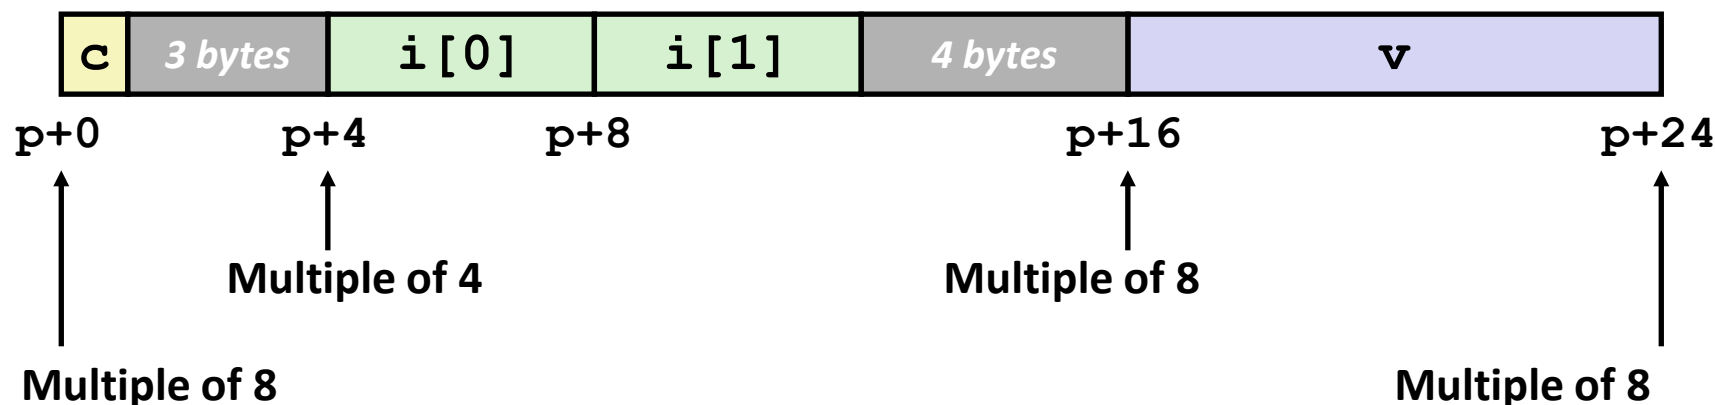 c 3 bytes i[0] i[1] 4 bytes v
p+0 p+4 p+8 p+16 p+24
Multiple of 4 Multiple of 8
Multiple of 8 Multiple of 8